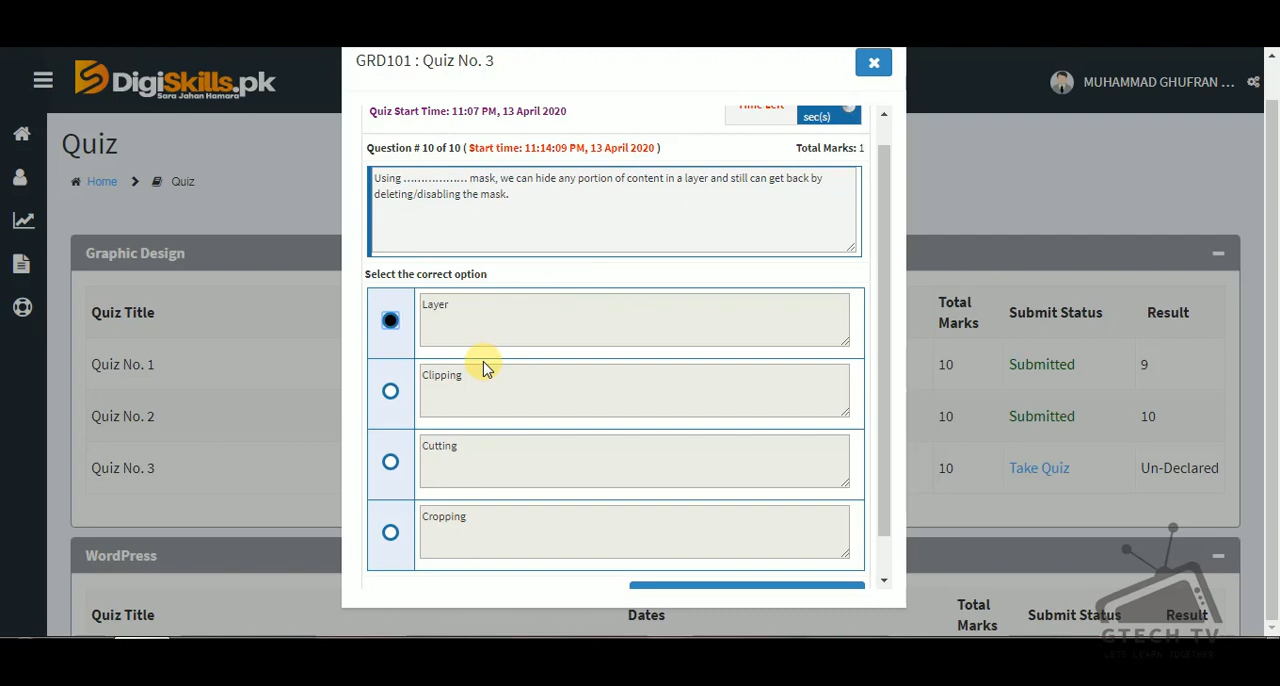 GRD101 : Quiz No. 3
DigiSkills.pk
Sara Jahan Hamara
MUHAMMAD GHUFRAN ...
Quiz Start Time: 11:07 PM, 13 April 2020
Time Left
sec(s)
Quiz
Question # 10 of 10 ( Start time: 11:14:09 PM, 13 April 2020 )
Total Marks: 1
Home
Quiz
Using ................. mask, we can hide any portion of content in a layer and still can get back by
deleting/disabling the mask.
Graphic Design
Select the correct option
Layer
Clipping
Cutting
Cropping
Quiz Title
Total
Marks
Submit Status
Result
Quiz No. 1
10
Submitted
9
Quiz No. 2
10
Submitted
10
Quiz No. 3
10
Take Quiz
Un-Declared
WordPress
Quiz Title
Dates
Total
Marks
Submit Status
Result
GTECH TV
LETS LEARN TOGETHER